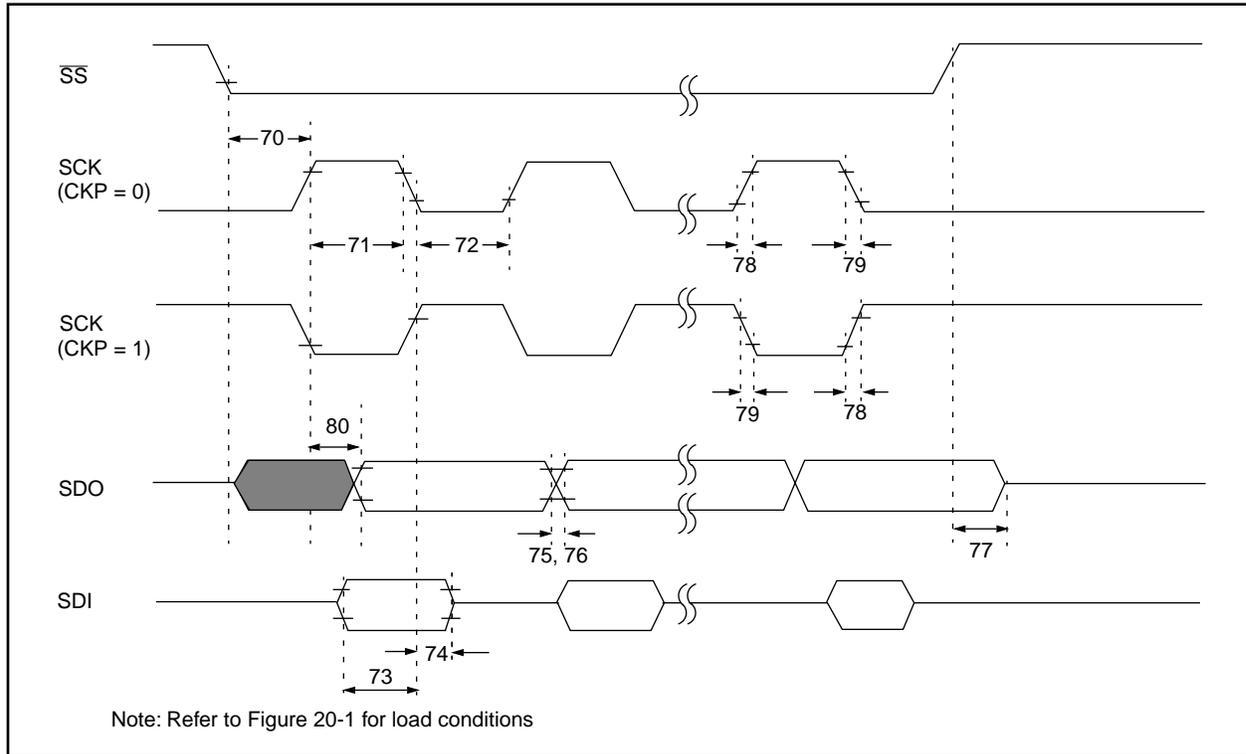 SS
70
SCK
(CKP = 0)
71
72
78
79
SCK
(CKP = 1)
79
78
80
SDO
75, 76
77
SDI
74
73
Note: Refer to Figure 20-1 for load conditions